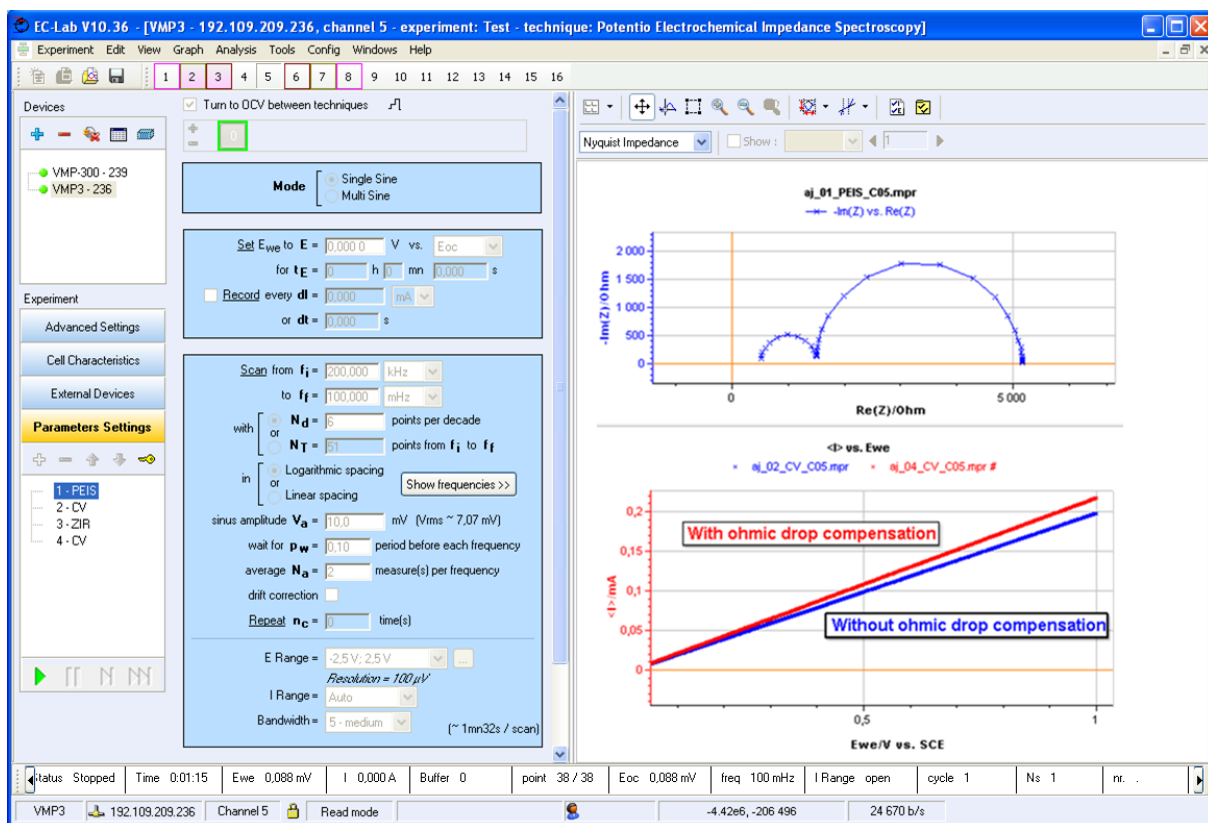 EC-Lab V10.36 - [VMP3 - 192.109.209.236, channel 5 - experiment: Test - technique: Potentio Electrochemical Impedance Spectroscopy]
Experiment Edit View Graph Analysis Tools Config Windows Help
1 2 3 4 5 6 7 8 9 10 11 12 13 14 15 16
Devices
VMP-300 - 239
VMP3 - 236
Experiment
Advanced Settings
Cell Characteristics
External Devices
Parameters Settings
1 - PEIS
2 - CV
3 - ZIR
4 - CV
Turn to OCV between techniques
0
Mode
Single Sine
Multi Sine
Set Ewe to E = 0,000 0 V vs. Eoc
for tE = 0 h 0 mn 0,000 s
Record every dI = 0,000 mA
or dt = 0,000 s
Scan from fi = 200,000 kHz
to ff = 100,000 mHz
with Nd = 6 points per decade
or
NT = 51 points from fi to ff
in Logarithmic spacing
or
Linear spacing
Show frequencies >>
sinus amplitude Va = 10,0 mV (Vrms ~ 7,07 mV)
wait for pw = 0,10 period before each frequency
average Na = 2 measure(s) per frequency
drift correction
Repeat nc = 0 time(s)
E Range = -2,5 V; 2,5 V ...
Resolution = 100 µV
I Range = Auto
Bandwidth = 5 - medium
(~ 1mn32s / scan)
Nyquist Impedance Show : 1
aj_01_PEIS_C05.mpr
-Im(Z) vs. Re(Z)
-Im(Z)/Ohm
2 000
1 500
1 000
500
0
0 5 000
Re(Z)/Ohm
<I> vs. Ewe
aj_02_CV_C05.mpr aj_04_CV_C05.mpr #
<I>/mA
0,2
0,15
0,1
0,05
0
With ohmic drop compensation
Without ohmic drop compensation
0,5 1
Ewe/V vs. SCE
Status Stopped Time 0:01:15 Ewe 0,088 mV I 0,000 A Buffer 0 point 38 / 38 Eoc 0,088 mV freq 100 mHz I Range open cycle 1 Ns 1 nr. .
VMP3 192.109.209.236 Channel 5 Read mode -4.42e6, -206 496 24 670 b/s